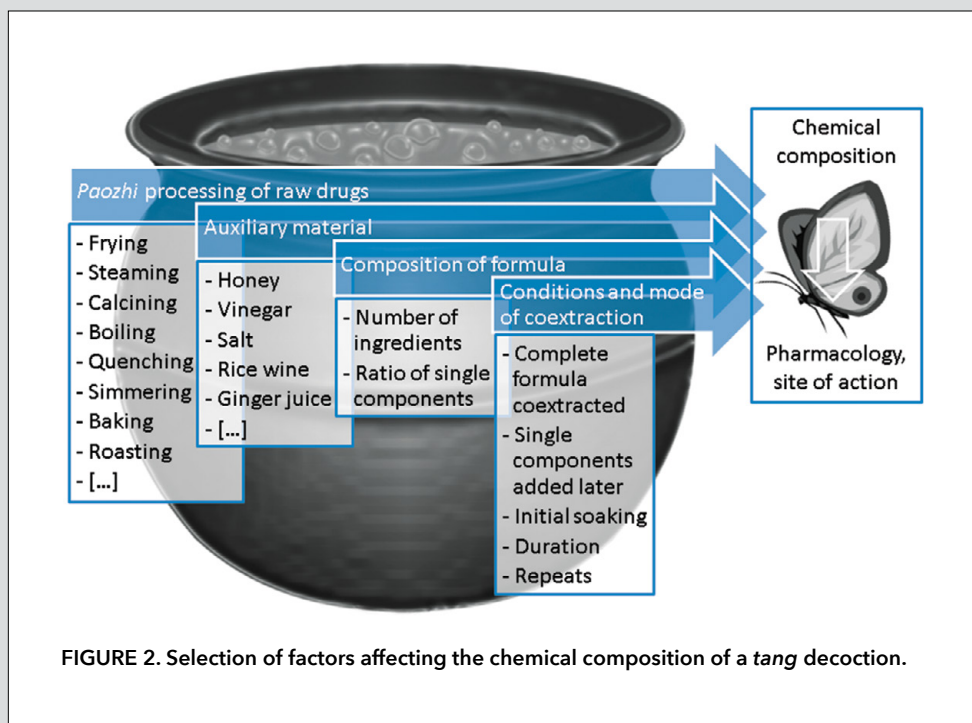 Paozhi processing of raw drugs
- Frying
- Steaming
- Calcining
- Boiling
- Quenching
- Simmering
- Baking
- Roasting
- [...]
Auxiliary material
- Honey
- Vinegar
- Salt
- Rice wine
- Ginger juice
- [...]
Composition of formula
- Number of
ingredients
- Ratio of single
components
Conditions and mode
of coextraction
- Complete
formula
coextracted
- Single
components
added later
- Initial soaking
- Duration
- Repeats
Chemical
composition
Pharmacology,
site of action
FIGURE 2. Selection of factors affecting the chemical composition of a tang decoction.